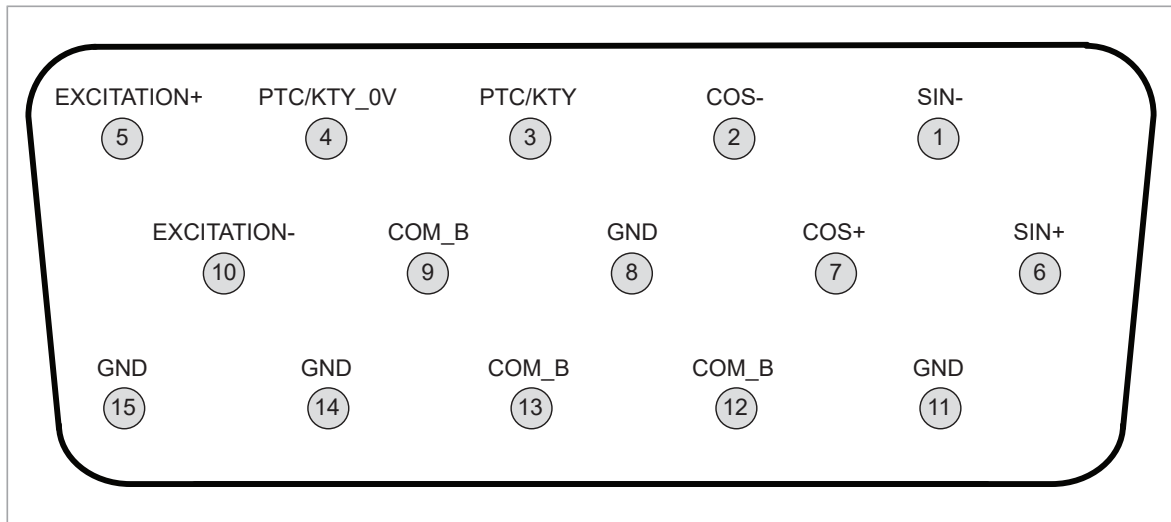 EXCITATION+ PTC/KTY_0V PTC/KTY COS- SIN-
5 4 3 2 1
EXCITATION- COM_B GND COS+ SIN+
10 9 8 7 6
GND GND COM_B COM_B GND
15 14 13 12 11